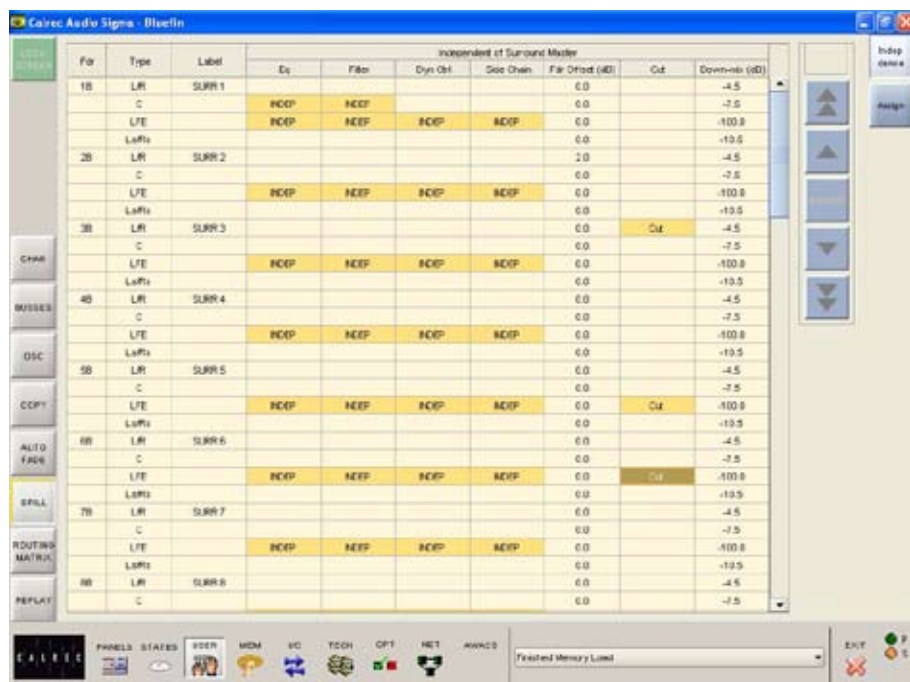 Calrec Audio Sigma - Bluefin
Indep
Assign
Independent of Surround Master
Fdr Type Label Eq Filter Dyn Ctrl Side Chain Fdr Offset (dB) Cut Down-mix (dB)
1B L/R SURR 1 0.0 -4.5
C INDEP INDEP 0.0 -7.5
LFE INDEP INDEP INDEP INDEP 0.0 -100.0
Ls/Rs 0.0 -10.5
2B L/R SURR 2 -4.5
C 0.0 -7.5
LFE INDEP INDEP INDEP INDEP 0.0 -100.0
Ls/Rs 0.0 -10.5
3B L/R SURR 3 0.0 Cut -4.5
C 0.0 -7.5
LFE INDEP INDEP INDEP INDEP 0.0 -100.0
Ls/Rs 0.0 -10.5
4B L/R SURR 4 0.0 -4.5
C 0.0 -7.5
LFE INDEP INDEP INDEP INDEP 0.0 -100.0
Ls/Rs 0.0 -10.5
5B L/R SURR 5 0.0 -4.5
C 0.0 -7.5
LFE INDEP INDEP INDEP INDEP 0.0 Cut -100.0
Ls/Rs 0.0 -10.5
6B L/R SURR 6 0.0 -4.5
C 0.0 -7.5
LFE INDEP INDEP INDEP INDEP 0.0 Cut -100.0
Ls/Rs 0.0 -10.5
7B L/R SURR 7 0.0 -4.5
C 0.0 -7.5
LFE INDEP INDEP INDEP INDEP 0.0 -100.0
Ls/Rs 0.0 -10.5
8B L/R SURR 8 0.0 -4.5
C 0.0 -7.5
CHAN
BUSSES
OSC
COPY
AUTO
FADE
SPILL
ROUTING
MATRIX
REPLAY
CALREC PANELS STATES USER MEM I/O TECH OPT NET AWACS Finished Memory Load EXIT